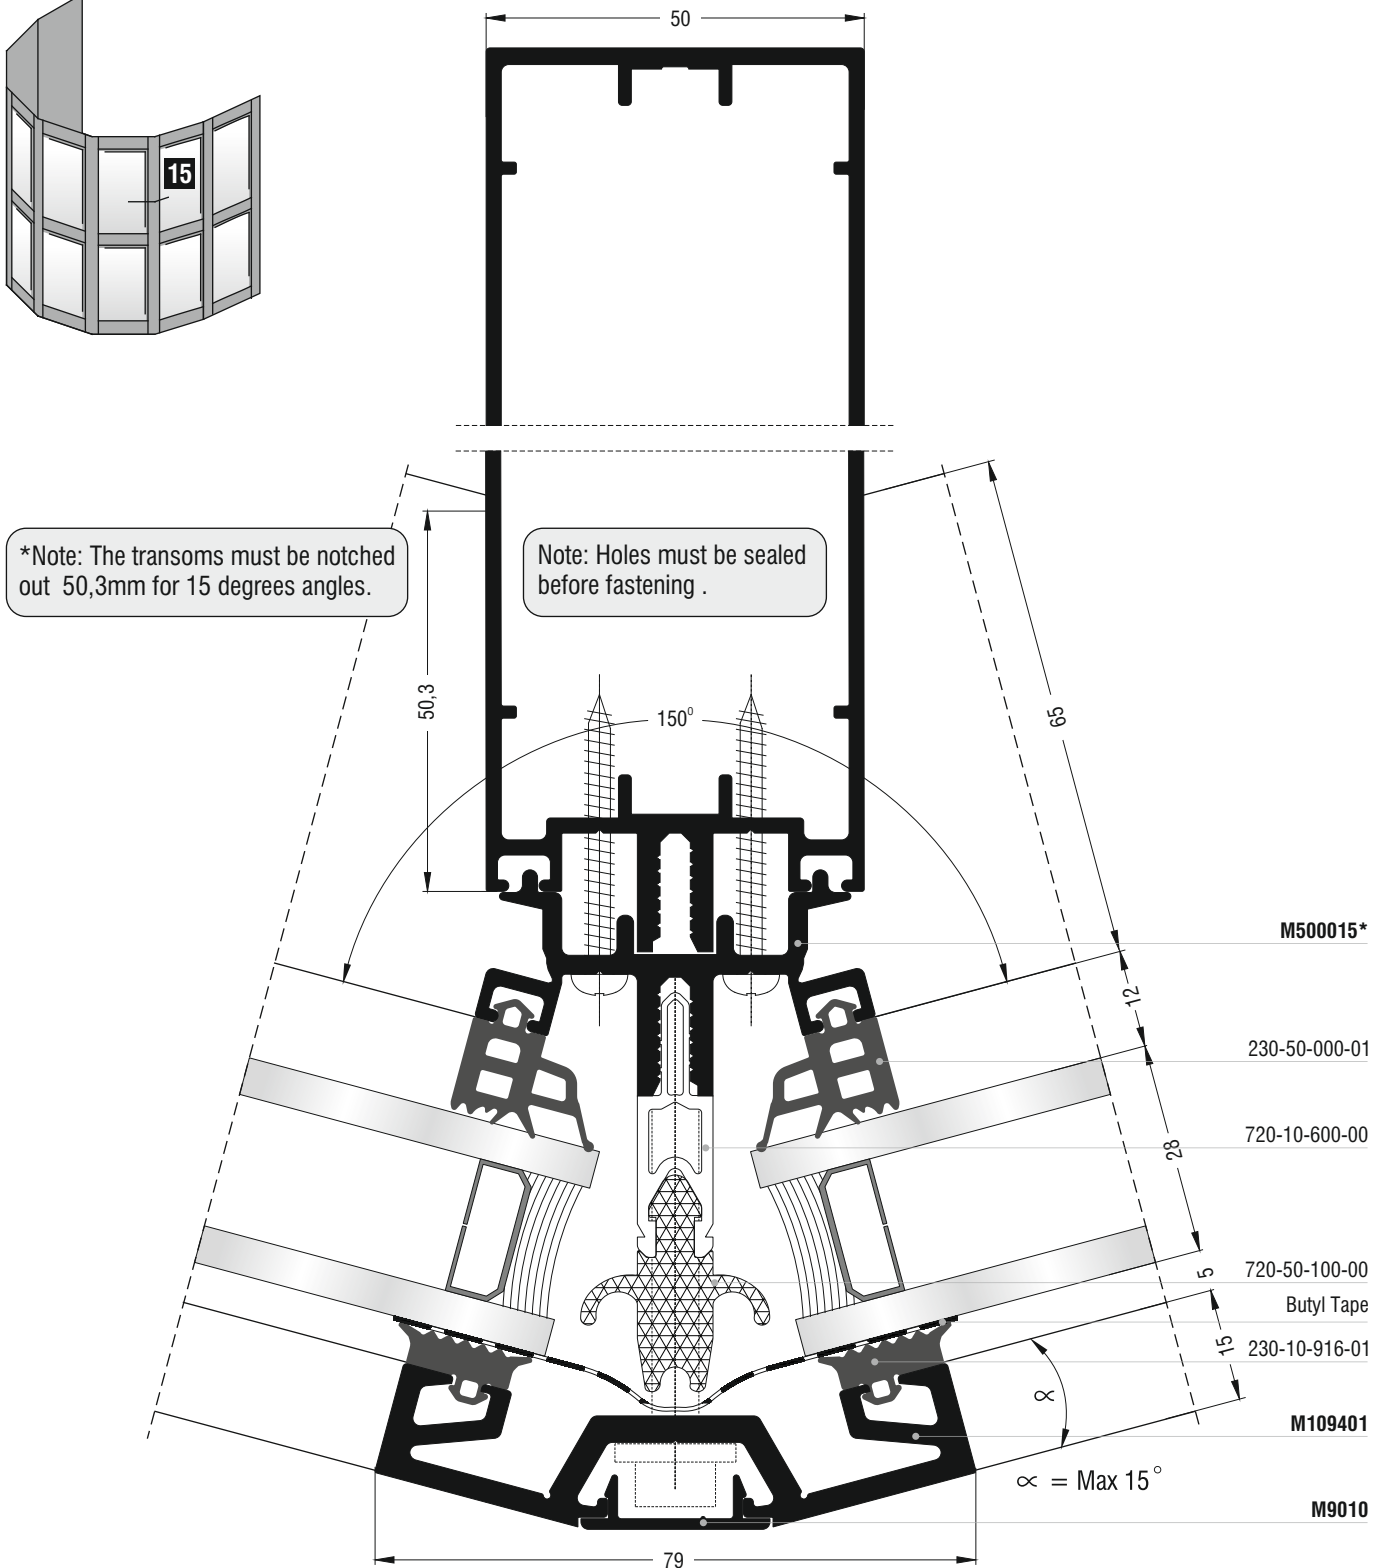 50
15
*Note: The transoms must be notched
out 50,3mm for 15 degrees angles.
Note: Holes must be sealed
before fastening .
50,3
150⁰
65
M500015*
12
230-50-000-01
28
720-10-600-00
5
720-50-100-00
Butyl Tape
15
230-10-916-01
∝
M109401
∝ = Max 15°
M9010
79